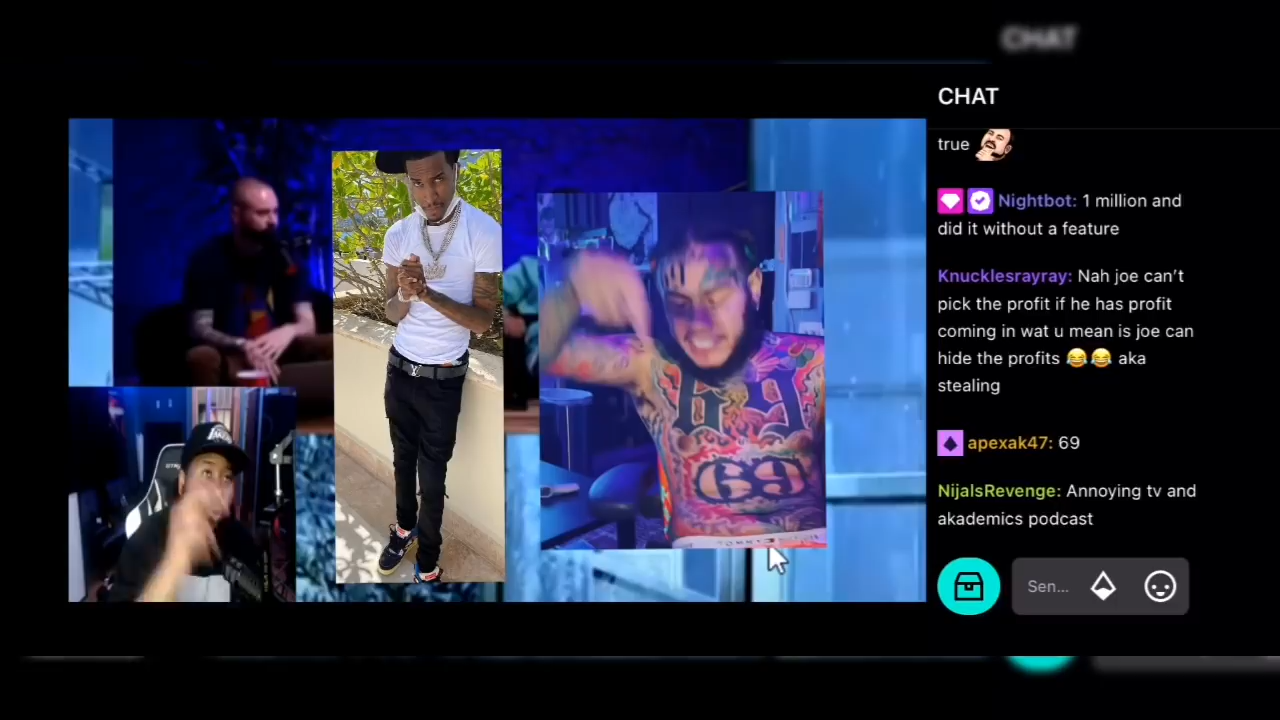 CHAT
CHAT
true
Nightbot: 1 million and
did it without a feature
Knucklesrayray: Nah joe can't
pick the profit if he has profit
coming in wat u mean is joe can
hide the profits 😂😂 aka
stealing
apexak47: 69
NijalsRevenge: Annoying tv and
akademics podcast
Sen...
69
69
LV